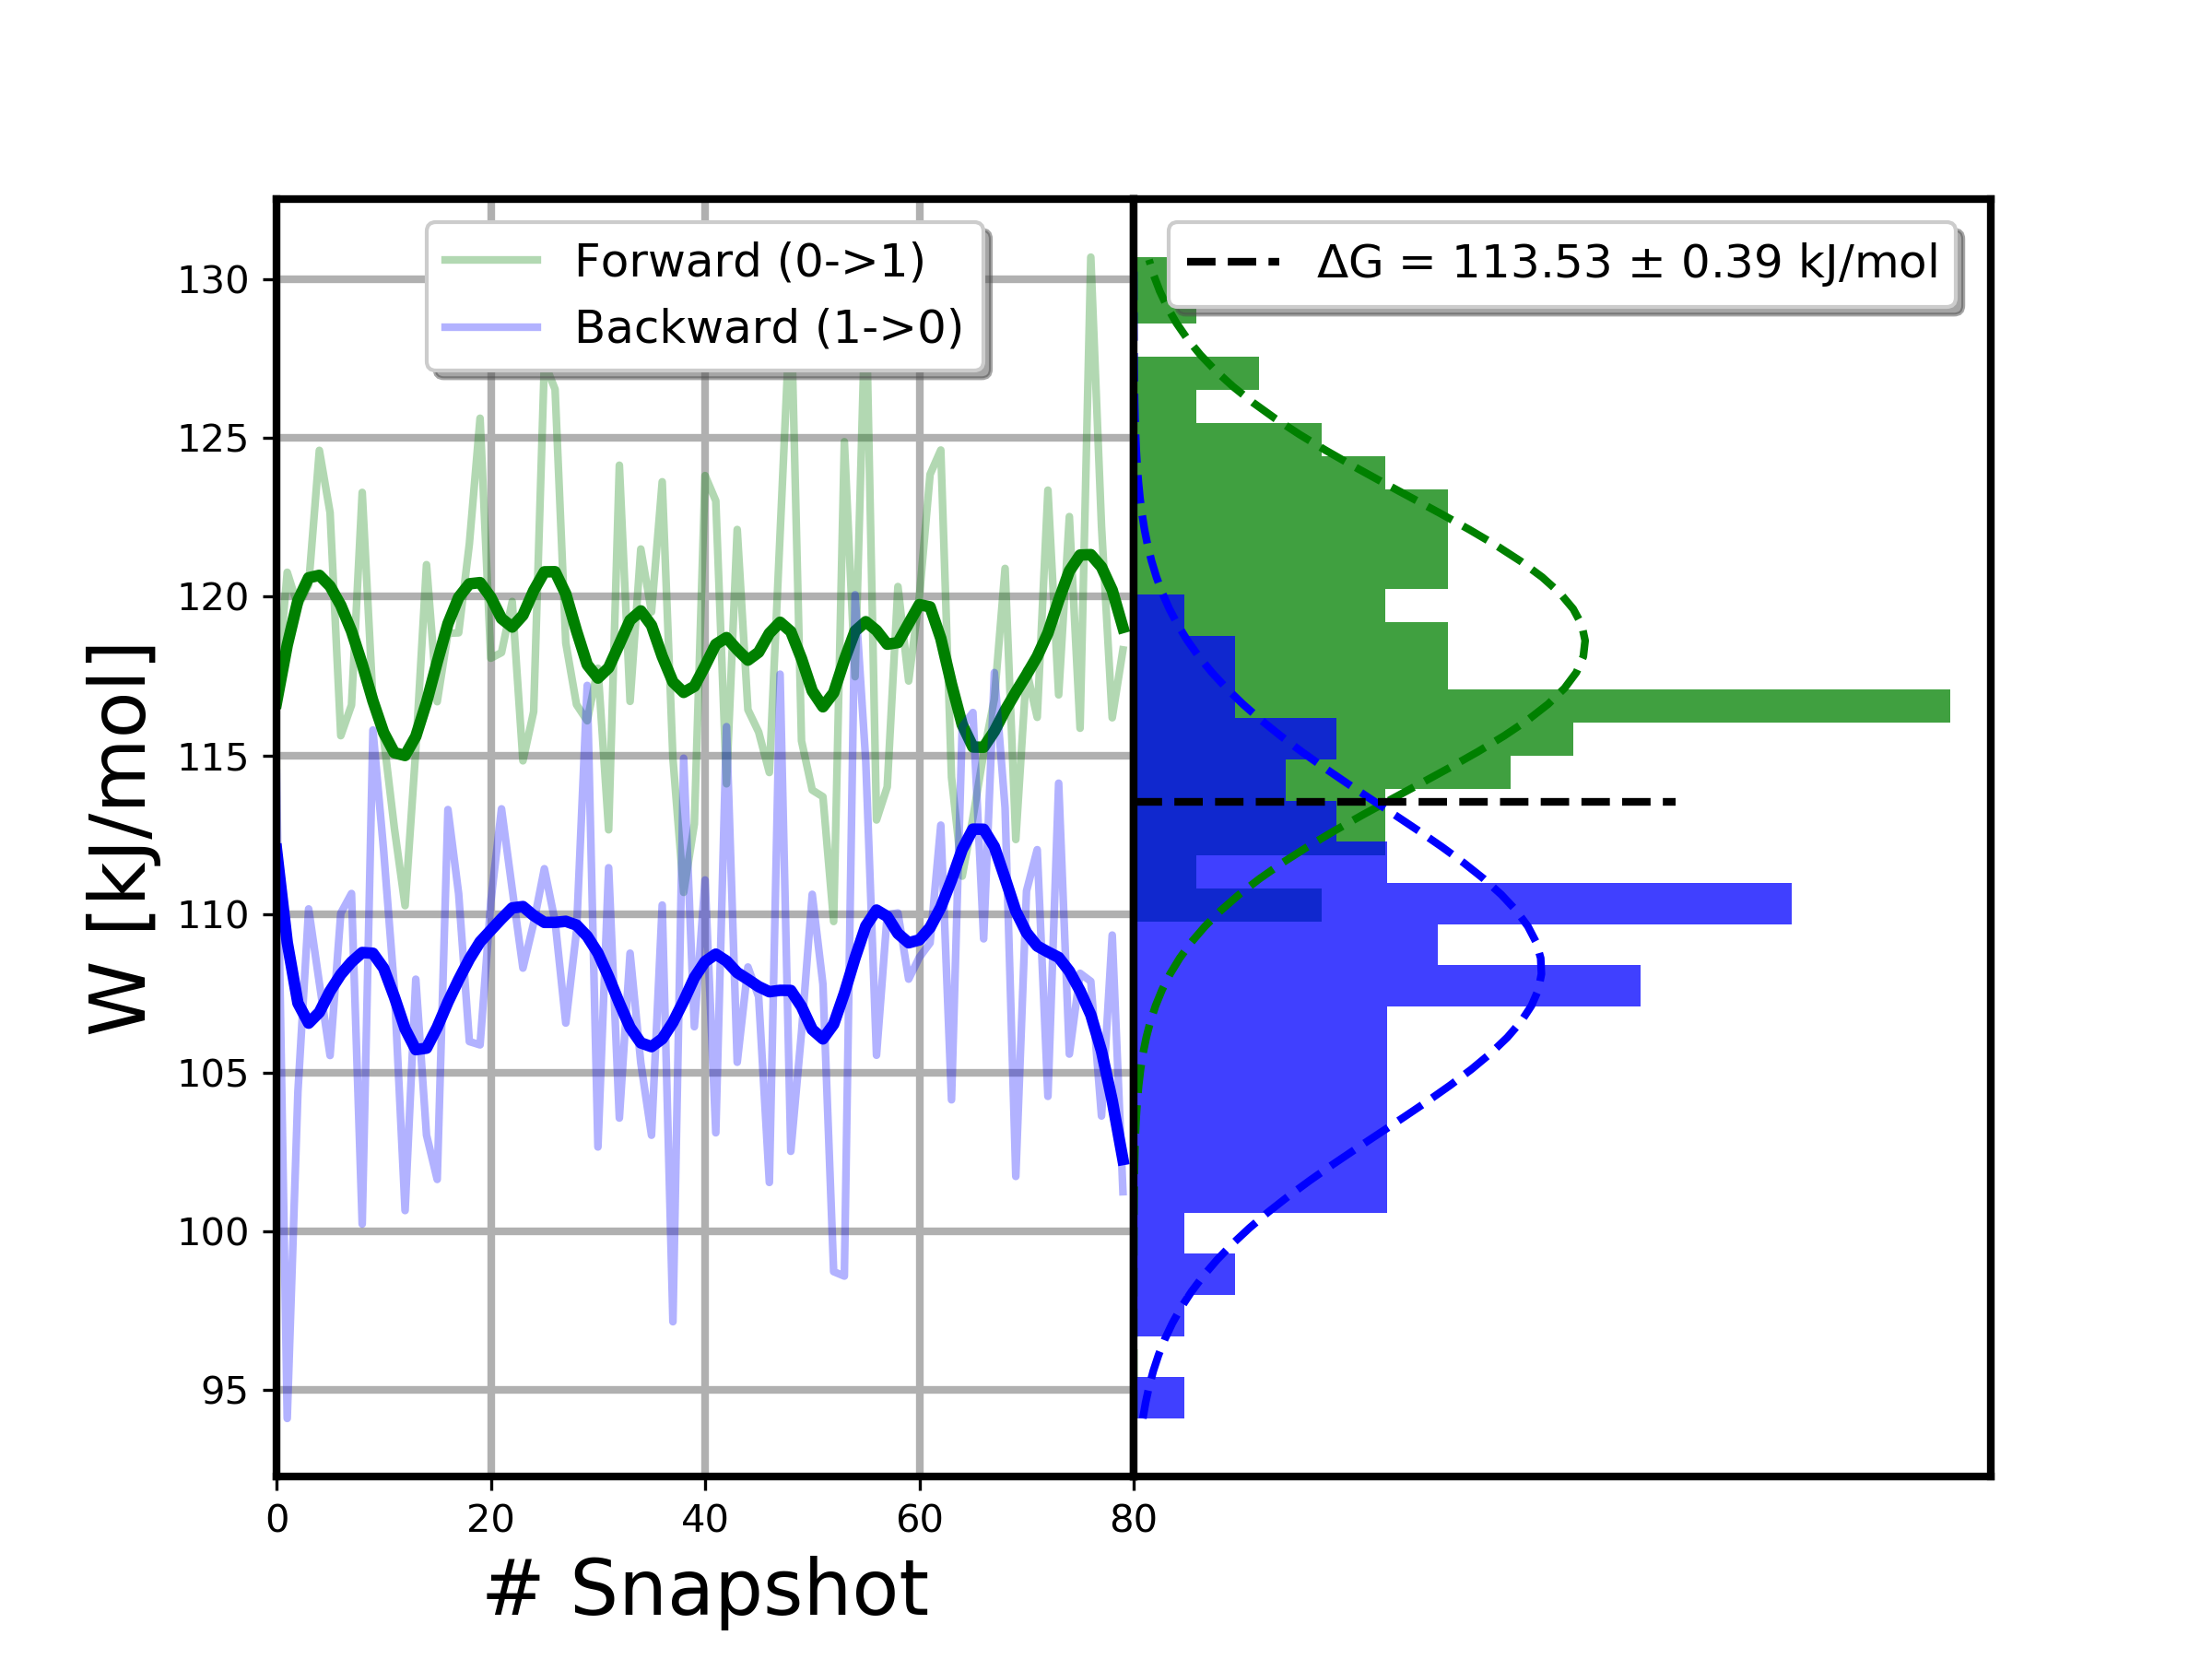 Forward (0->1)
Backward (1->0)
ΔG = 113.53 ± 0.39 kJ/mol
130
125
120
115
110
105
100
95
W [kJ/mol]
0 20 40 60 80
# Snapshot